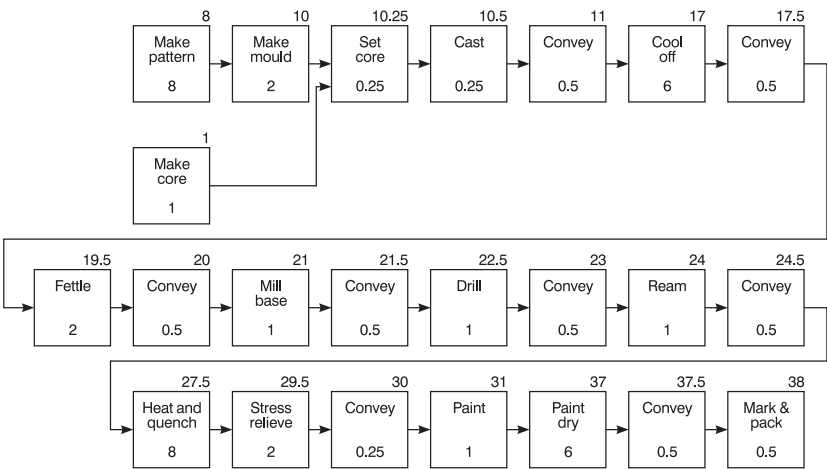 8 10 10.25 10.5 11 17 17.5
Make pattern 8
Make mould 2
Set core 0.25
Cast 0.25
Convey 0.5
Cool off 6
Convey 0.5
1
Make core 1
19.5 20 21 21.5 22.5 23 24 24.5
Fettle 2
Convey 0.5
Mill base 1
Convey 0.5
Drill 1
Convey 0.5
Ream 1
Convey 0.5
27.5 29.5 30 31 37 37.5 38
Heat and quench 8
Stress relieve 2
Convey 0.25
Paint 1
Paint dry 6
Convey 0.5
Mark & pack 0.5